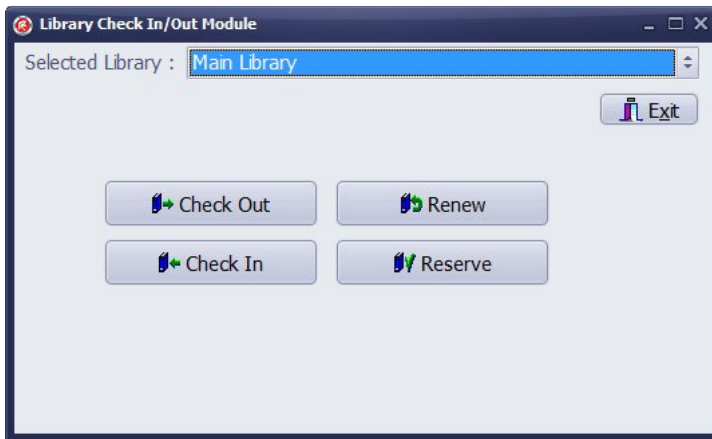 Library Check In/Out Module
Selected Library : Main Library
Exit
Check Out Renew
Check In Reserve